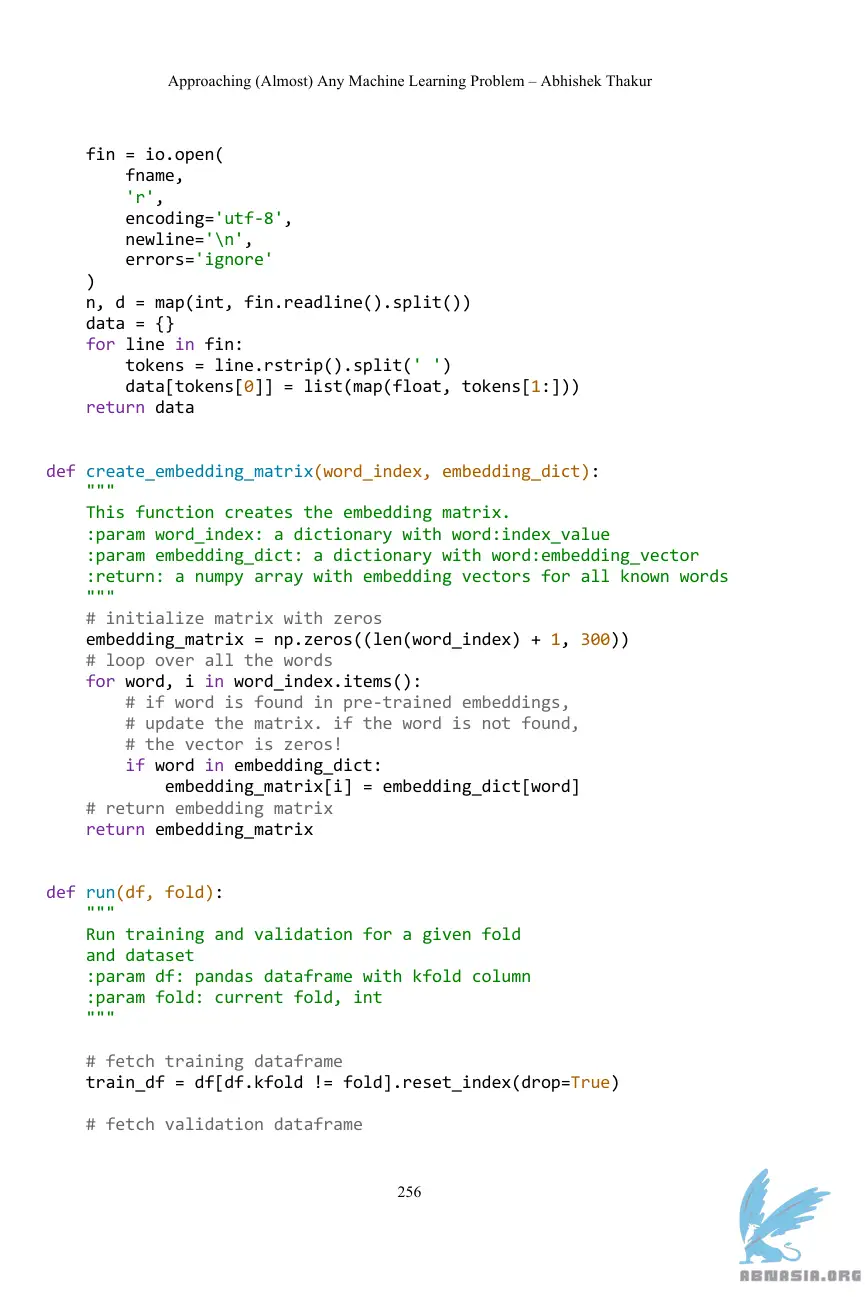 Approaching (Almost) Any Machine Learning Problem – Abhishek Thakur
    fin = io.open(
        fname,
        'r',
        encoding='utf-8',
        newline='\n',
        errors='ignore'
    )
    n, d = map(int, fin.readline().split())
    data = {}
    for line in fin:
        tokens = line.rstrip().split(' ')
        data[tokens[0]] = list(map(float, tokens[1:]))
    return data
def create_embedding_matrix(word_index, embedding_dict):
    """
    This function creates the embedding matrix.
    :param word_index: a dictionary with word:index_value
    :param embedding_dict: a dictionary with word:embedding_vector
    :return: a numpy array with embedding vectors for all known words
    """
    # initialize matrix with zeros
    embedding_matrix = np.zeros((len(word_index) + 1, 300))
    # loop over all the words
    for word, i in word_index.items():
        # if word is found in pre-trained embeddings,
        # update the matrix. if the word is not found,
        # the vector is zeros!
        if word in embedding_dict:
            embedding_matrix[i] = embedding_dict[word]
    # return embedding matrix
    return embedding_matrix
def run(df, fold):
    """
    Run training and validation for a given fold
    and dataset
    :param df: pandas dataframe with kfold column
    :param fold: current fold, int
    """
    # fetch training dataframe
    train_df = df[df.kfold != fold].reset_index(drop=True)
    # fetch validation dataframe
256
ABNASIA.ORG